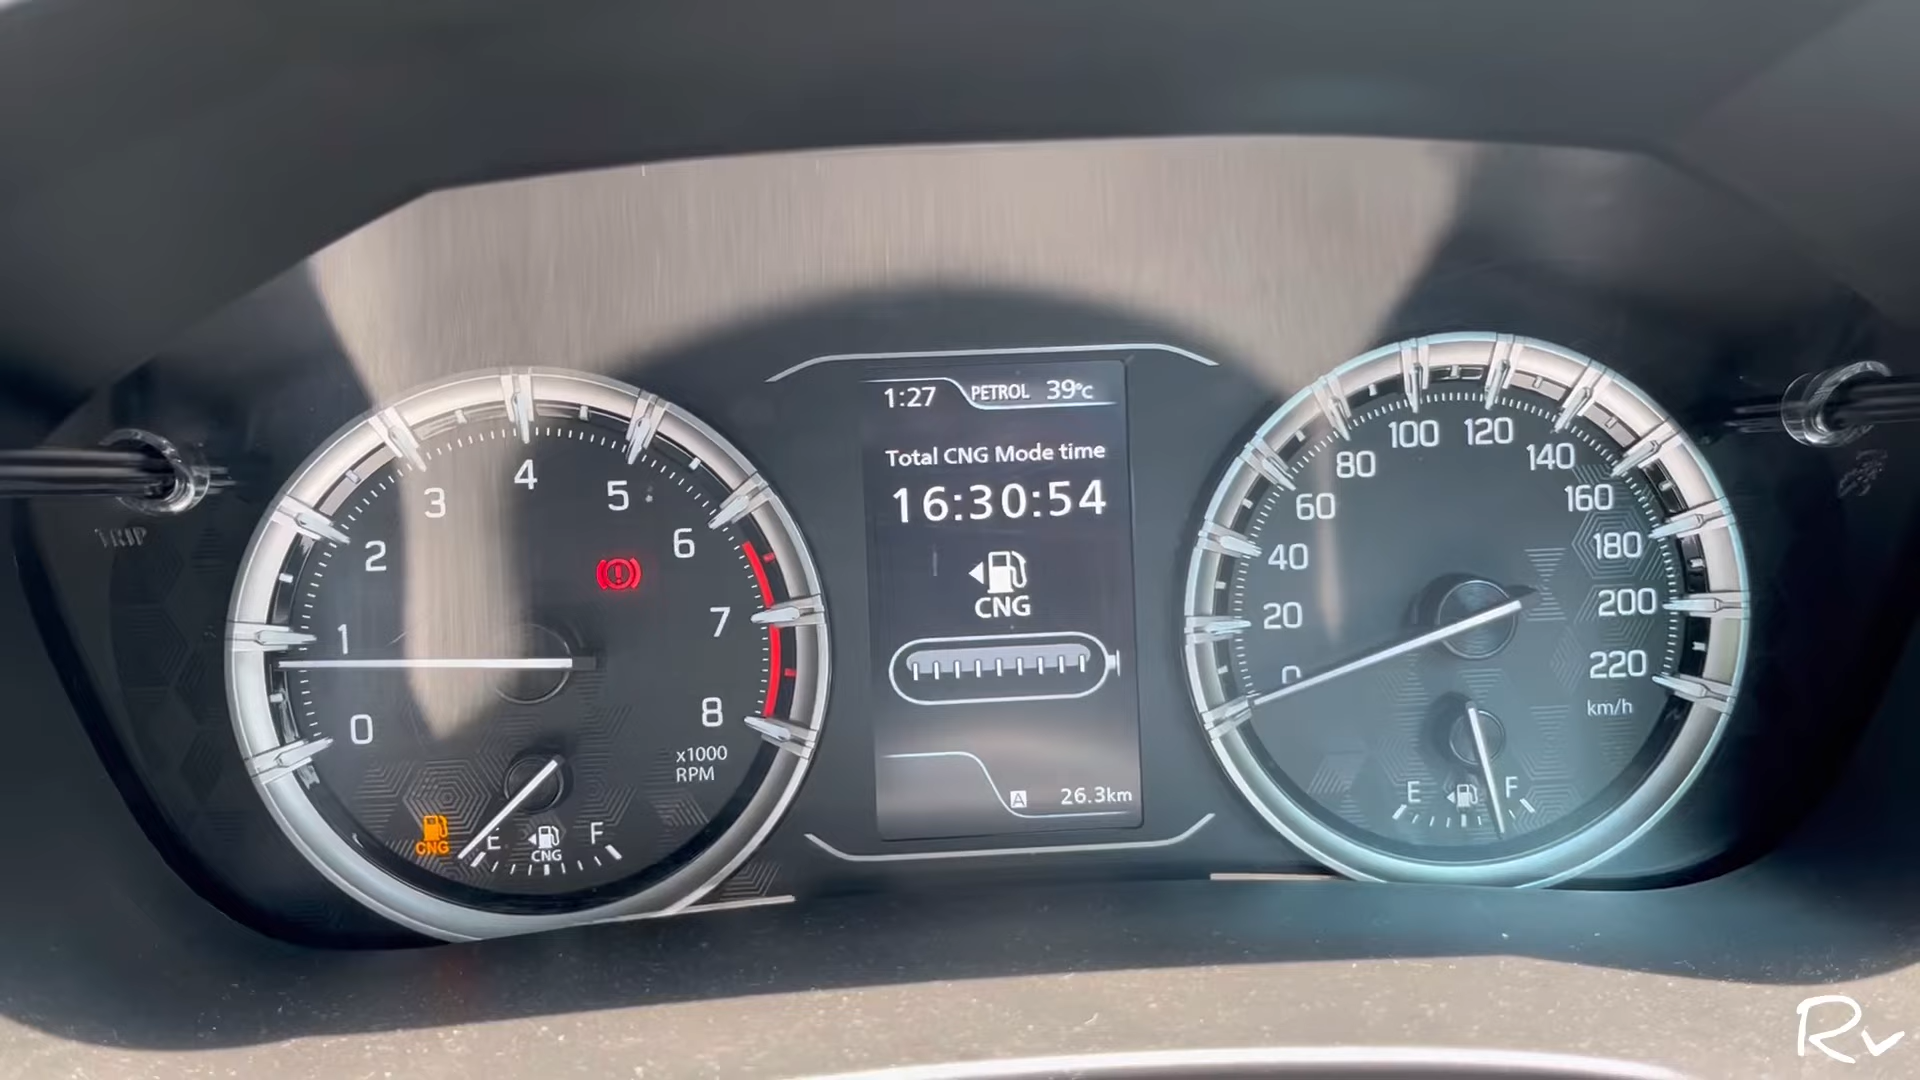 1:27 PETROL 39°C
Total CNG Mode time
16:30:54
CNG
A 26.3km
TRIP
0
1
2
3
4
5
6
7
8
x1000
RPM
CNG
E CNG F
0
20
40
60
80
100
120
140
160
180
200
220
km/h
E F
Rv